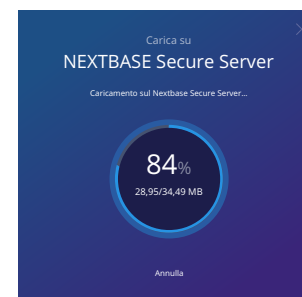 Carica su
NEXTBASE Secure Server
Caricamento sul Nextbase Secure Server...
84%
28,95/34,49 MB
Annulla